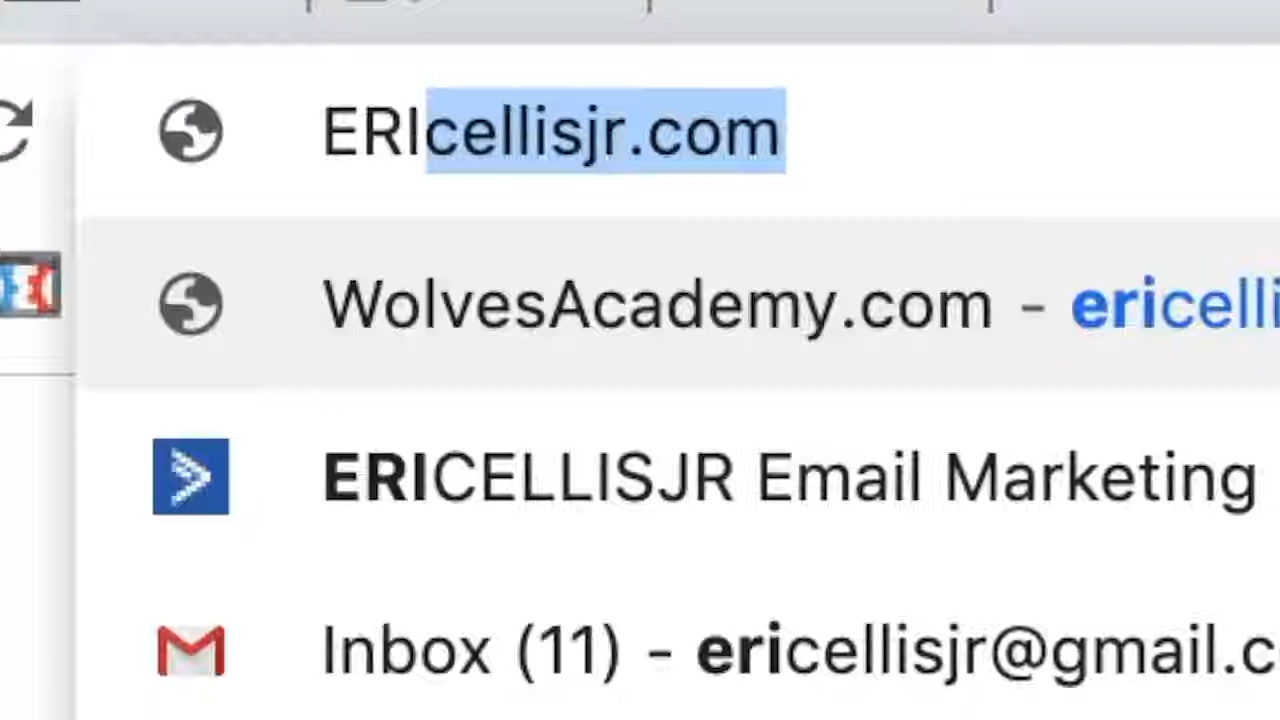 ERIcellisjr.com
WolvesAcademy.com - ericelli
ERICELLISJR Email Marketing
Inbox (11) - ericellisjr@gmail.c